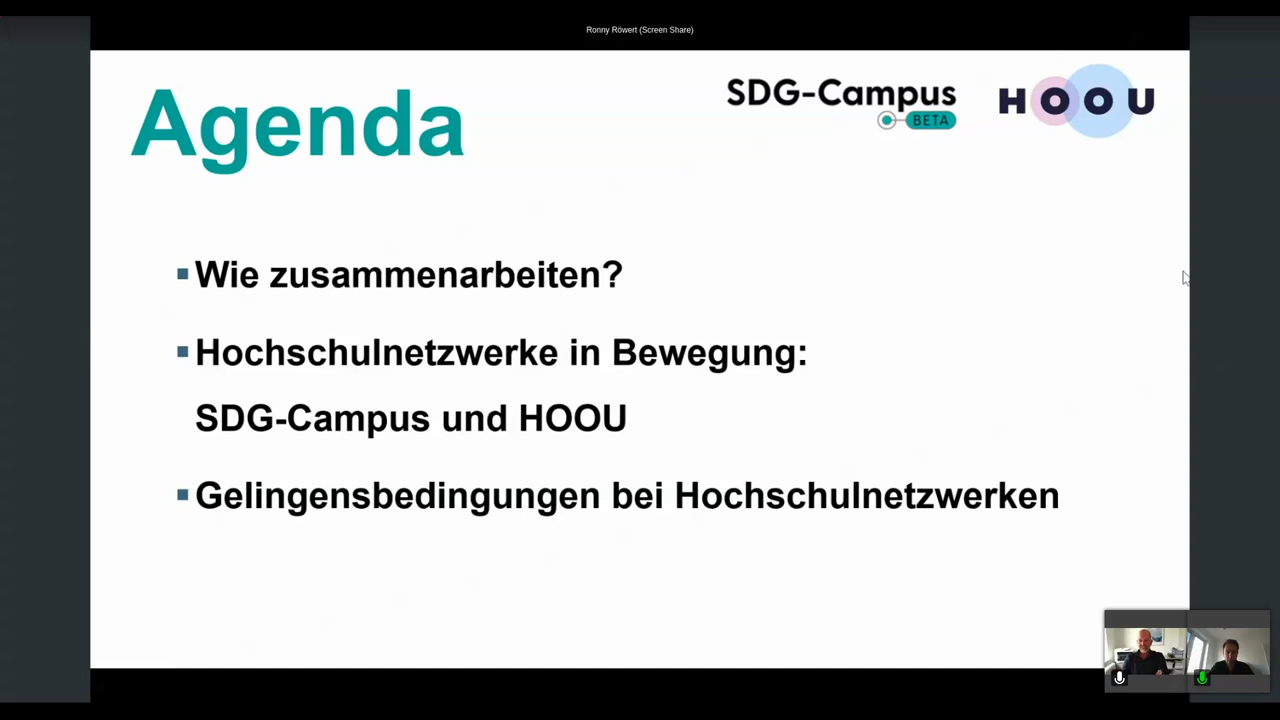 Ronny Röwert (Screen Share)
Agenda
SDG-Campus
BETA
HOOU
Wie zusammenarbeiten?
Hochschulnetzwerke in Bewegung:
SDG-Campus und HOOU
Gelingensbedingungen bei Hochschulnetzwerken